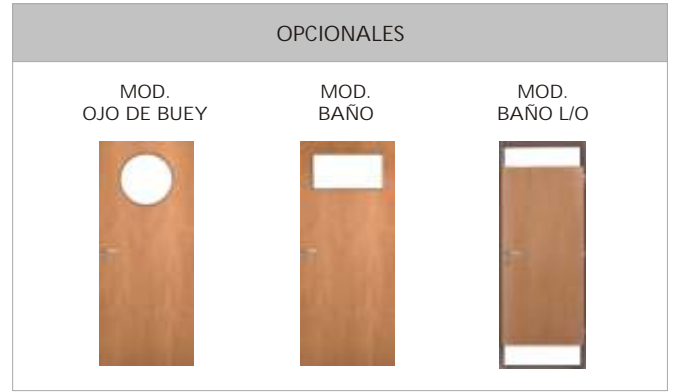 OPCIONALES
MOD.
OJO DE BUEY
MOD.
BAÑO
MOD.
BAÑO L/O